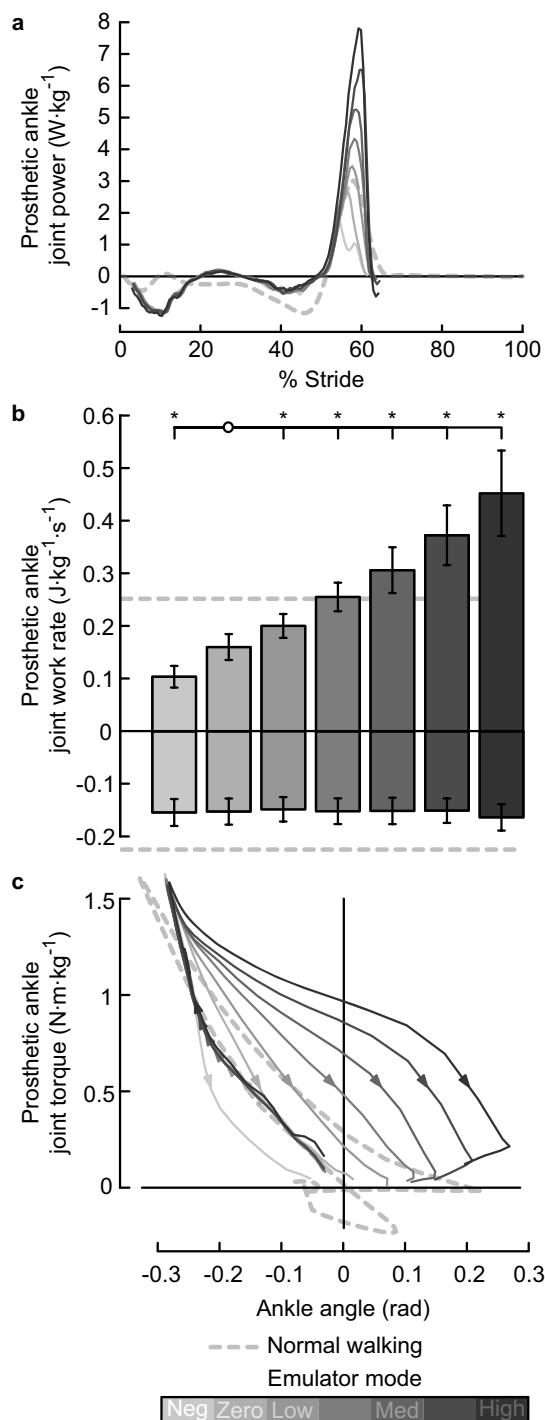 a
Prosthetic ankle
joint power (W·kg⁻¹)
8
7
6
5
4
3
2
1
0
-1
0 20 40 60 80 100
% Stride
b
* * * * * *
Prosthetic ankle
joint work rate (J·kg⁻¹·s⁻¹)
0.6
0.5
0.4
0.3
0.2
0.1
0
-0.1
-0.2
c
Prosthetic ankle
joint torque (N·m·kg⁻¹)
1.5
1
0.5
0
-0.3 -0.2 -0.1 0 0.1 0.2 0.3
Ankle angle (rad)
Normal walking
Emulator mode
Neg Zero Low Med High